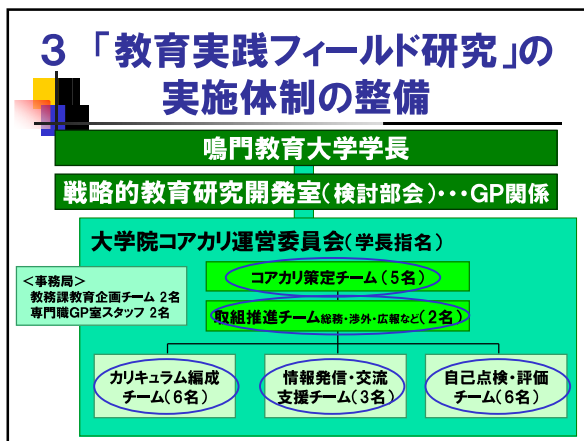 3 「教育実践フィールド研究」の
実施体制の整備
鳴門教育大学学長
戦略的教育研究開発室(検討部会)・・・GP関係
大学院コアカリ運営委員会(学長指名)
コアカリ策定チーム(5名)
＜事務局＞
教務課教育企画チーム 2名
専門職GP室スタッフ 2名
取組推進チーム総務・渉外・広報など(2名)
カリキュラム編成
チーム(6名)
情報発信・交流
支援チーム(3名)
自己点検・評価
チーム(6名)